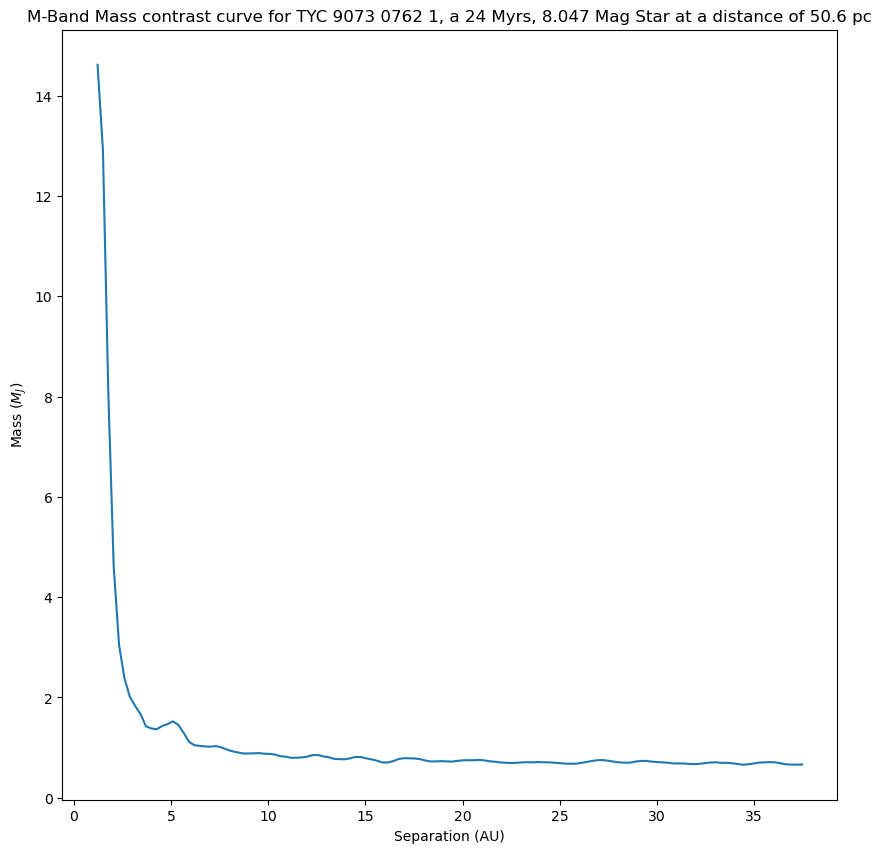 M-Band Mass contrast curve for TYC 9073 0762 1, a 24 Myrs, 8.047 Mag Star at a distance of 50.6 pc
14
12
10
8
6
4
2
0
Mass (M_J)
0 5 10 15 20 25 30 35
Separation (AU)